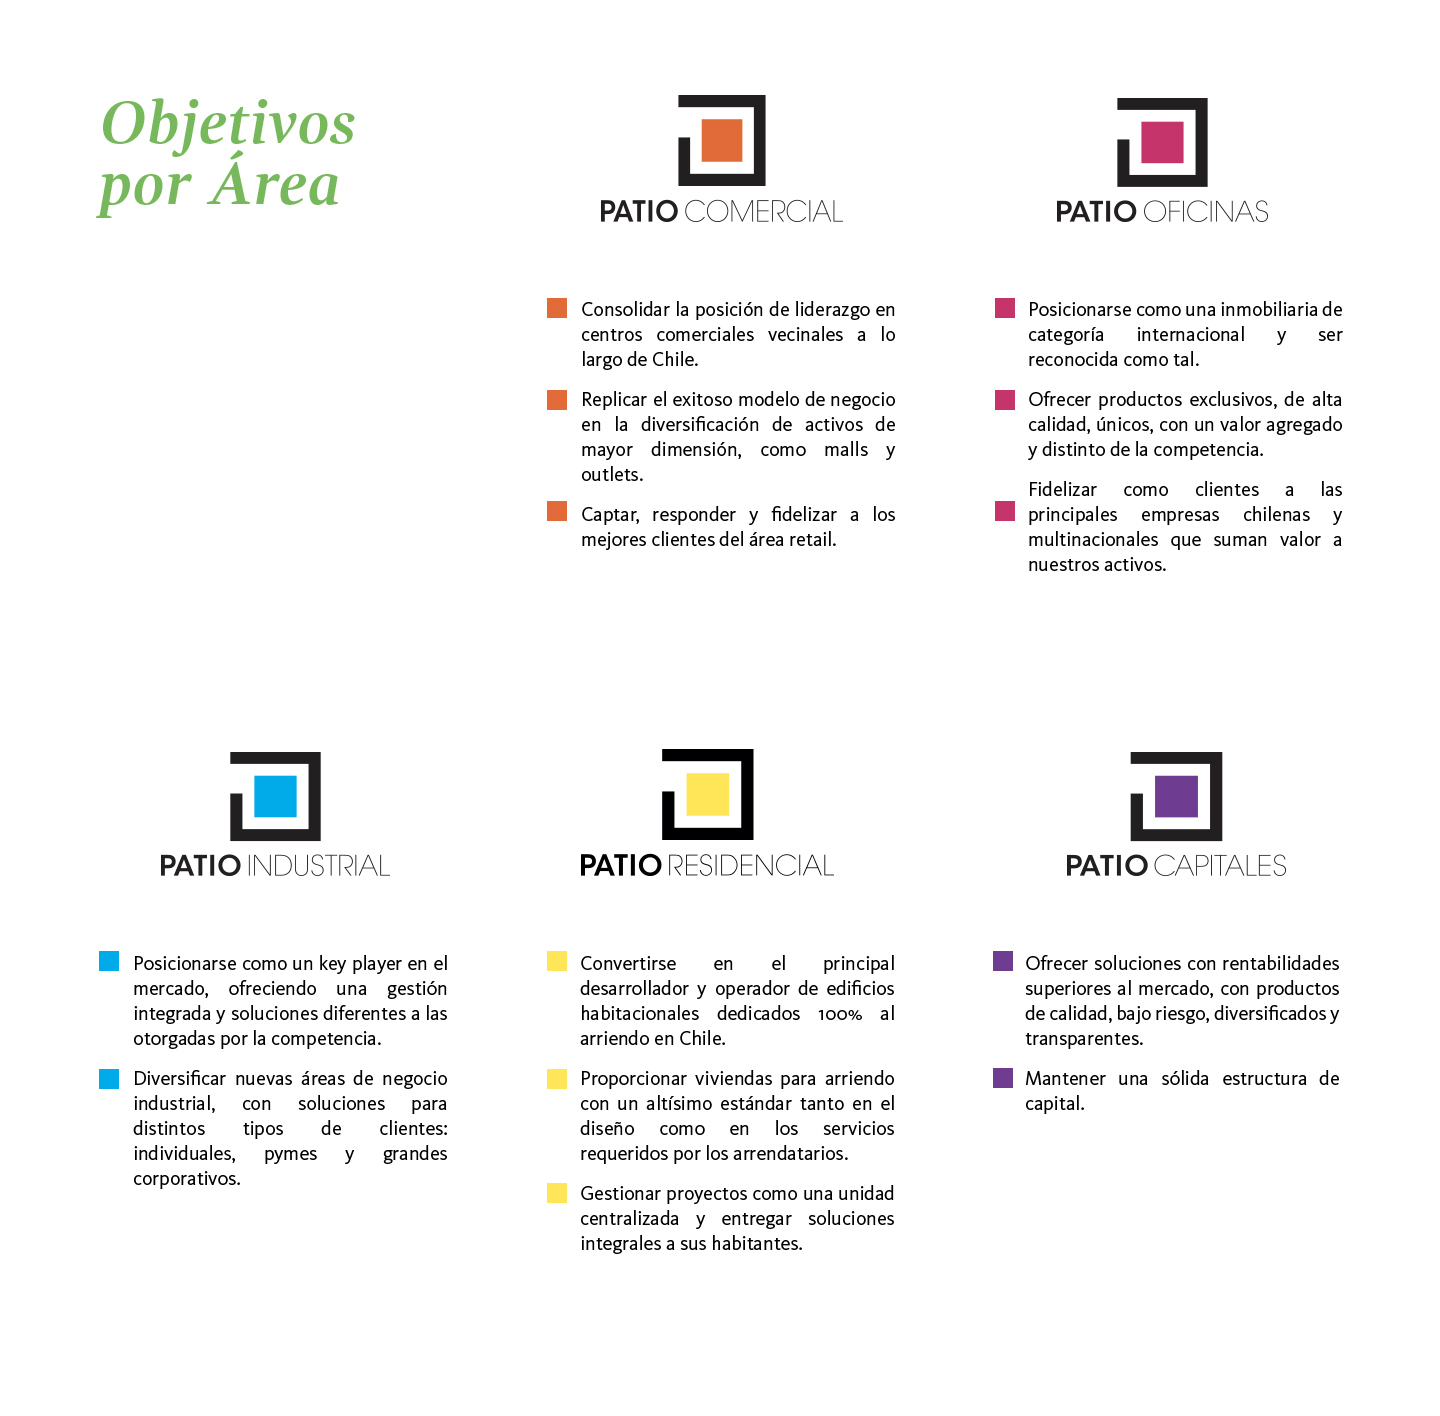 Objetivos
por Área
PATIO COMERCIAL
Consolidar la posición de liderazgo en
centros comerciales vecinales a lo
largo de Chile.
Replicar el exitoso modelo de negocio
en la diversificación de activos de
mayor dimensión, como malls y
outlets.
Captar, responder y fidelizar a los
mejores clientes del área retail.
PATIO OFICINAS
Posicionarse como una inmobiliaria de
categoría internacional y ser
reconocida como tal.
Ofrecer productos exclusivos, de alta
calidad, únicos, con un valor agregado
y distinto de la competencia.
Fidelizar como clientes a las
principales empresas chilenas y
multinacionales que suman valor a
nuestros activos.
PATIO INDUSTRIAL
Posicionarse como un key player en el
mercado, ofreciendo una gestión
integrada y soluciones diferentes a las
otorgadas por la competencia.
Diversificar nuevas áreas de negocio
industrial, con soluciones para
distintos tipos de clientes:
individuales, pymes y grandes
corporativos.
PATIO RESIDENCIAL
Convertirse en el principal
desarrollador y operador de edificios
habitacionales dedicados 100% al
arriendo en Chile.
Proporcionar viviendas para arriendo
con un altísimo estándar tanto en el
diseño como en los servicios
requeridos por los arrendatarios.
Gestionar proyectos como una unidad
centralizada y entregar soluciones
integrales a sus habitantes.
PATIO CAPITALES
Ofrecer soluciones con rentabilidades
superiores al mercado, con productos
de calidad, bajo riesgo, diversificados y
transparentes.
Mantener una sólida estructura de
capital.